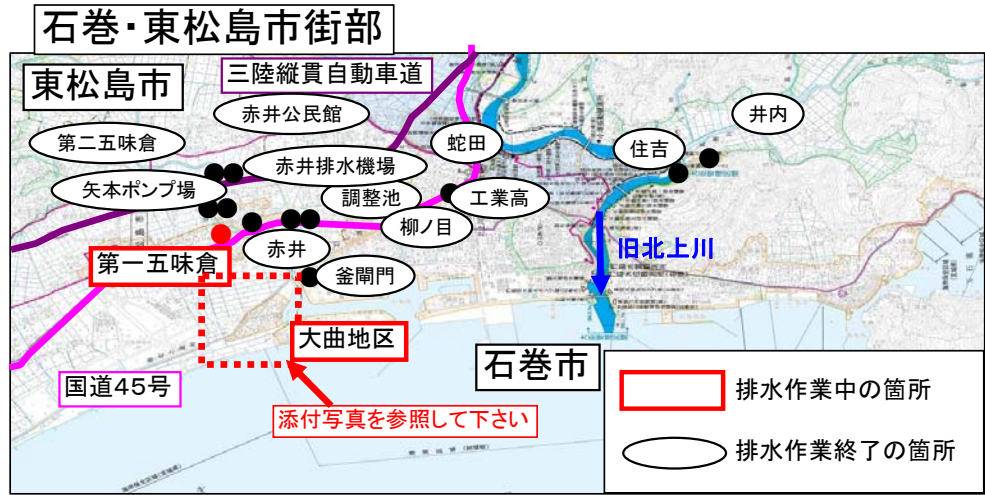 石巻・東松島市街部
東松島市
三陸縦貫自動車道
赤井公民館
井内
第二五味倉
蛇田
住吉
赤井排水機場
矢本ポンプ場
調整池
工業高
柳ノ目
赤井
旧北上川
第一五味倉
釜閘門
大曲地区
石巻市
国道45号
排水作業中の箇所
添付写真を参照して下さい
排水作業終了の箇所